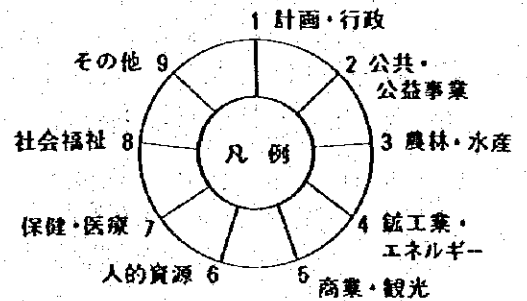 1 計画・行政
2 公共・
公益事業
3 農林・水産
4 鉱工業・
エネルギー
5
商業・観光
6
人的資源
保健・医療 7
社会福祉 8
その他 9
凡例